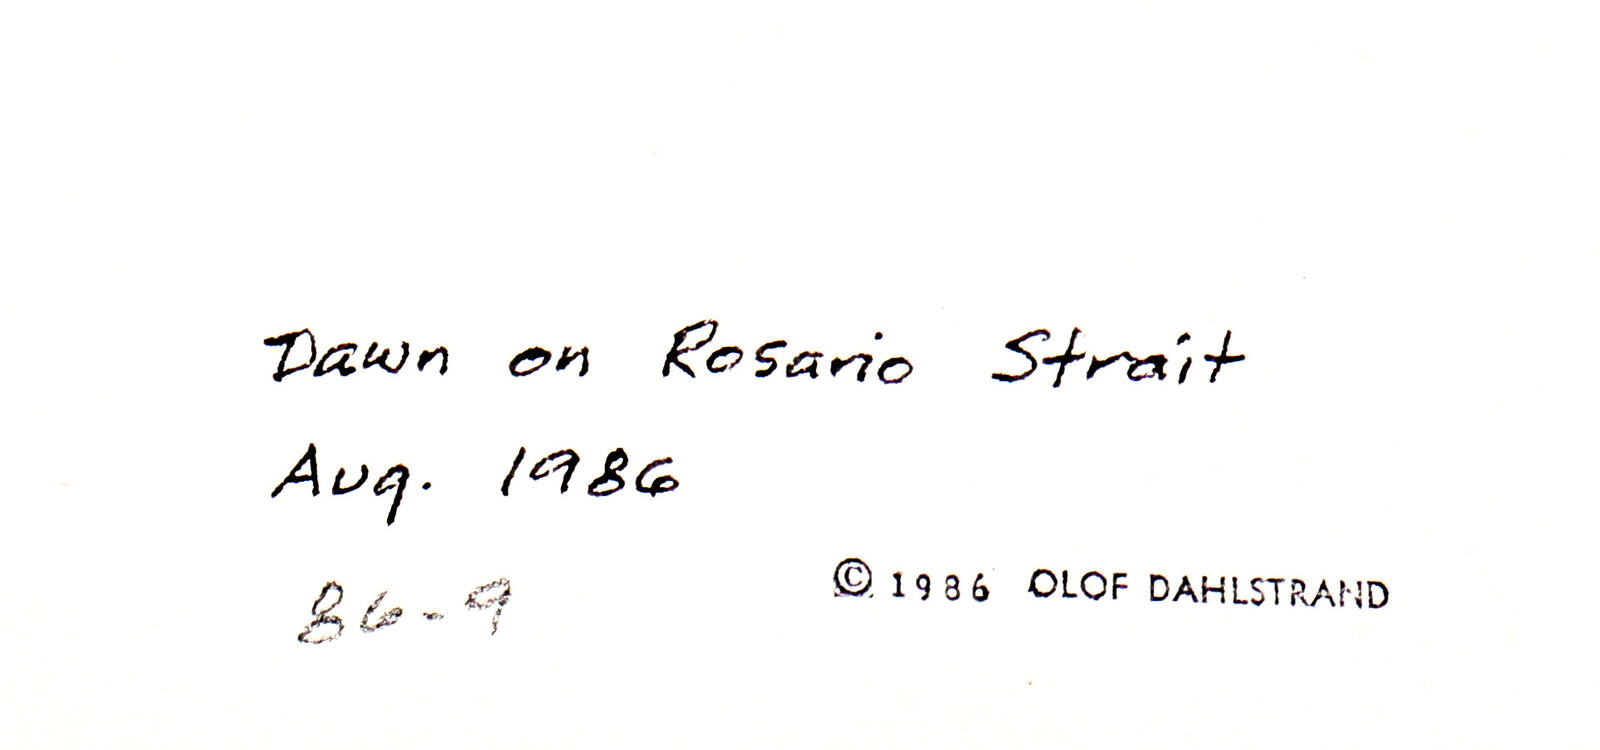 Dawn on Rosario Strait
Aug. 1986
86-9
© 1986 OLOF DAHLSTRAND